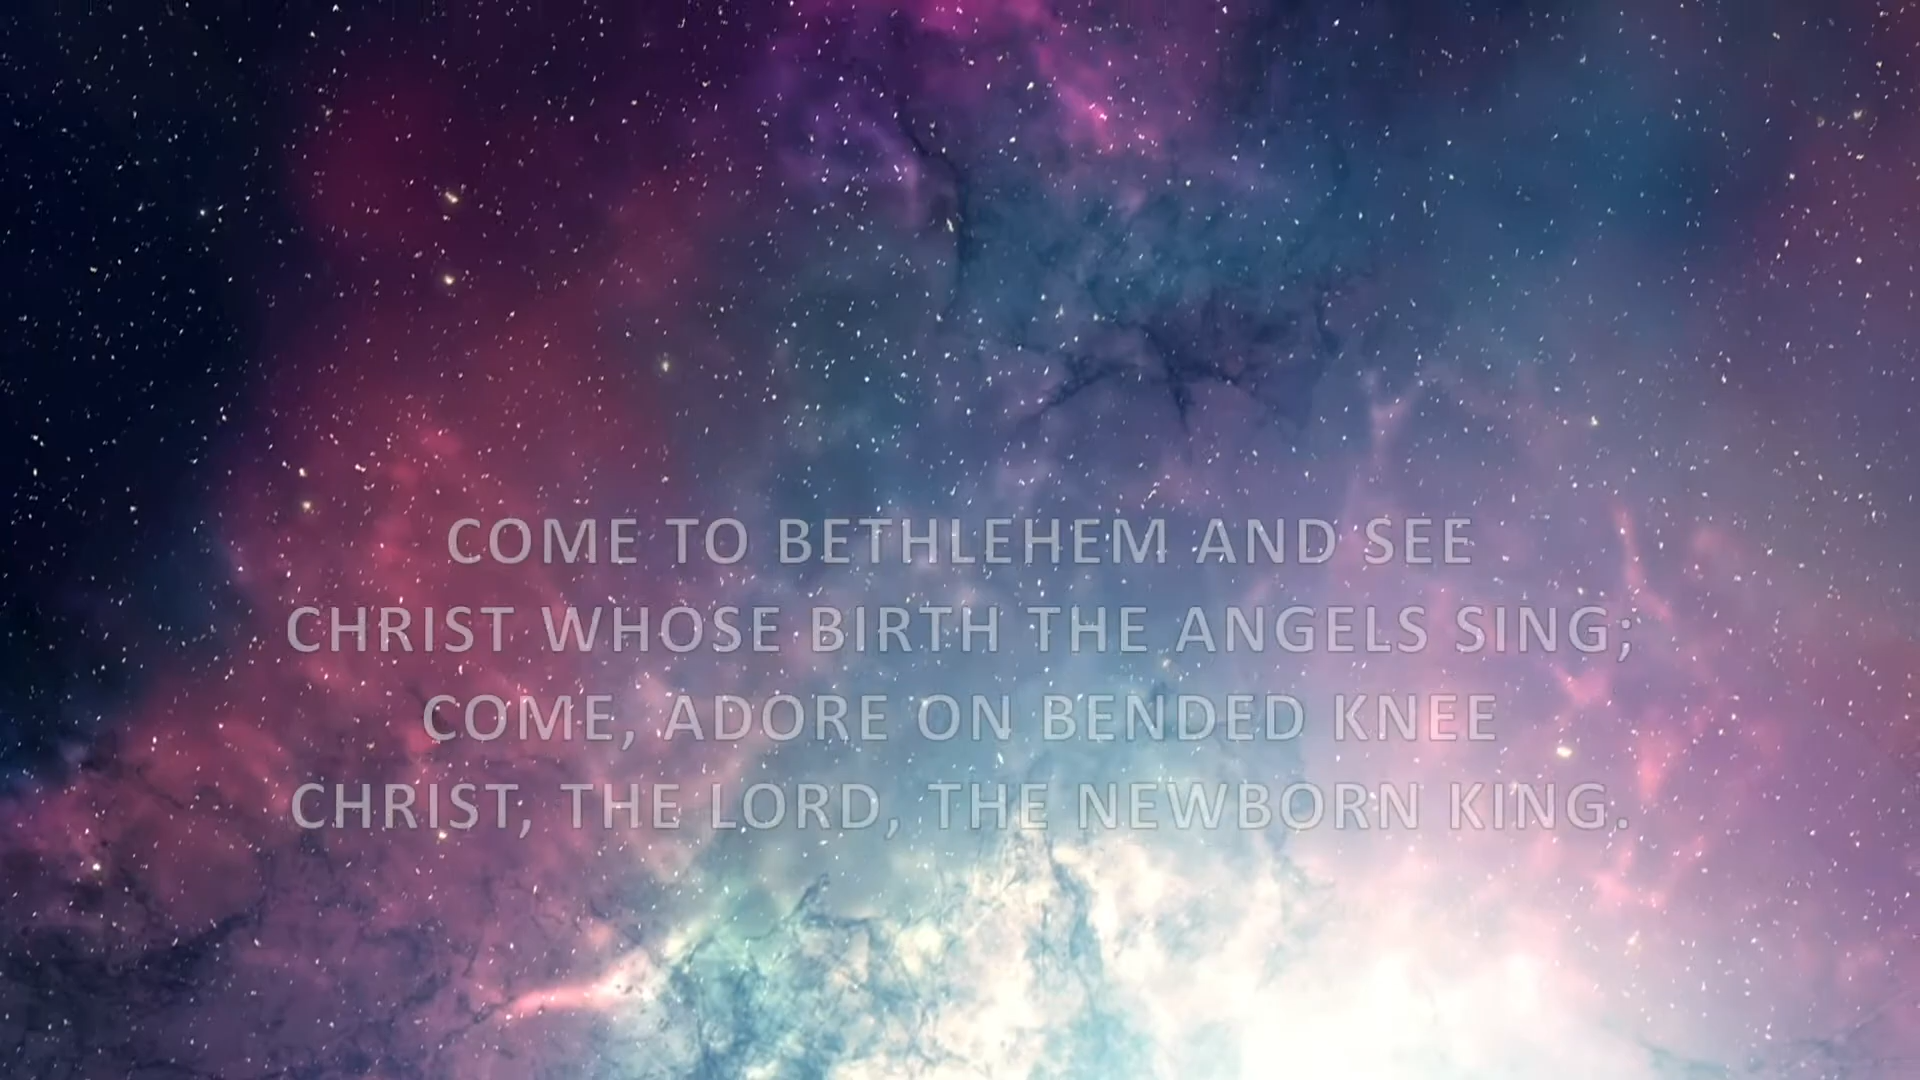 COME TO BETHLEHEM AND SEE
CHRIST WHOSE BIRTH THE ANGELS SING;
COME, ADORE ON BENDED KNEE
CHRIST, THE LORD, THE NEWBORN KING.